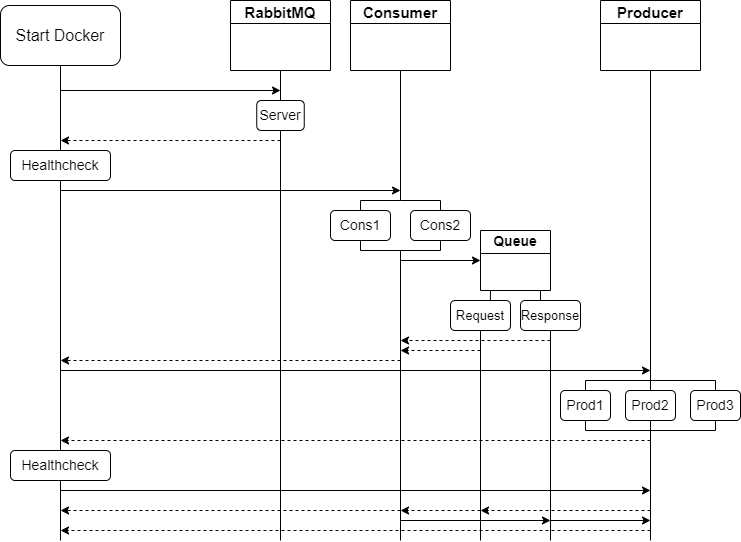 Start Docker
RabbitMQ
Consumer
Producer
Server
Healthcheck
Cons1
Cons2
Queue
Request
Response
Prod1
Prod2
Prod3
Healthcheck